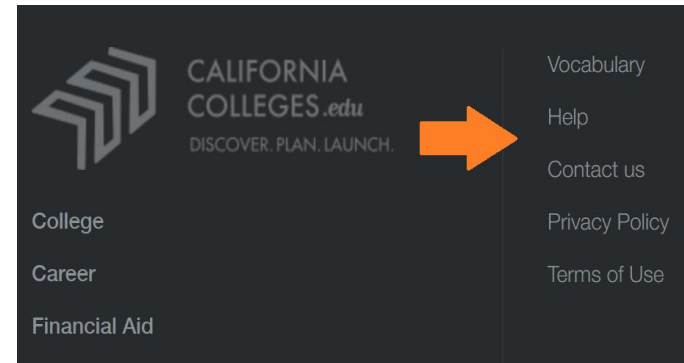 CALIFORNIA
COLLEGES.edu
DISCOVER. PLAN. LAUNCH.
College
Career
Financial Aid
Vocabulary
Help
Contact us
Privacy Policy
Terms of Use